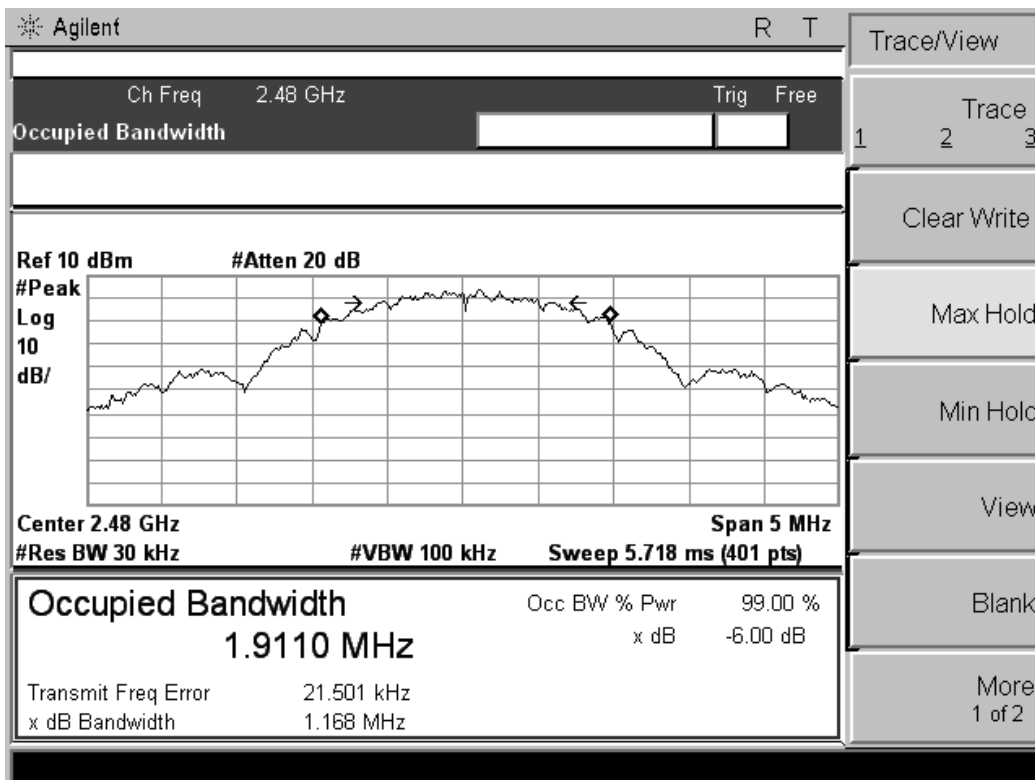 Agilent R T
Ch Freq 2.48 GHz Trig Free
Occupied Bandwidth
Ref 10 dBm #Atten 20 dB
#Peak
Log
10
dB/
Center 2.48 GHz Span 5 MHz
#Res BW 30 kHz #VBW 100 kHz Sweep 5.718 ms (401 pts)
Occupied Bandwidth Occ BW % Pwr 99.00 %
1.9110 MHz x dB -6.00 dB
Transmit Freq Error 21.501 kHz
x dB Bandwidth 1.168 MHz
Trace/View
Trace
1 2 3
Clear Write
Max Hold
Min Hold
View
Blank
More
1 of 2